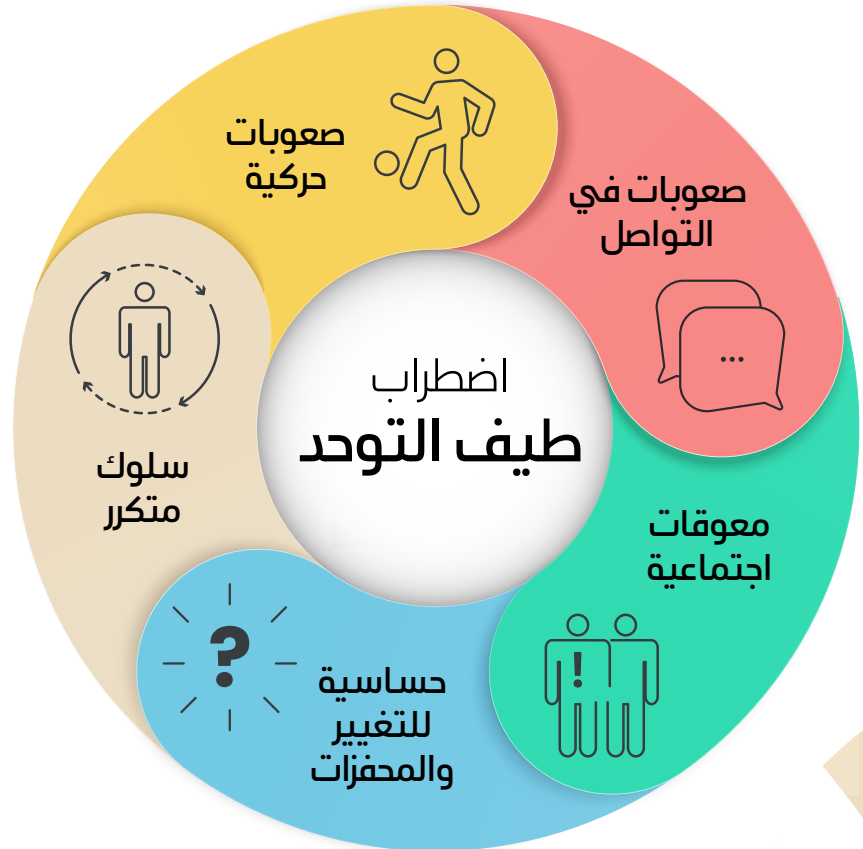 اضطراب
طيف التوحد
صعوبات في
التواصل
معوقات
اجتماعية
حساسية
للتغيير
والمحفزات
سلوك
متكرر
صعوبات
حركية
...
!
?